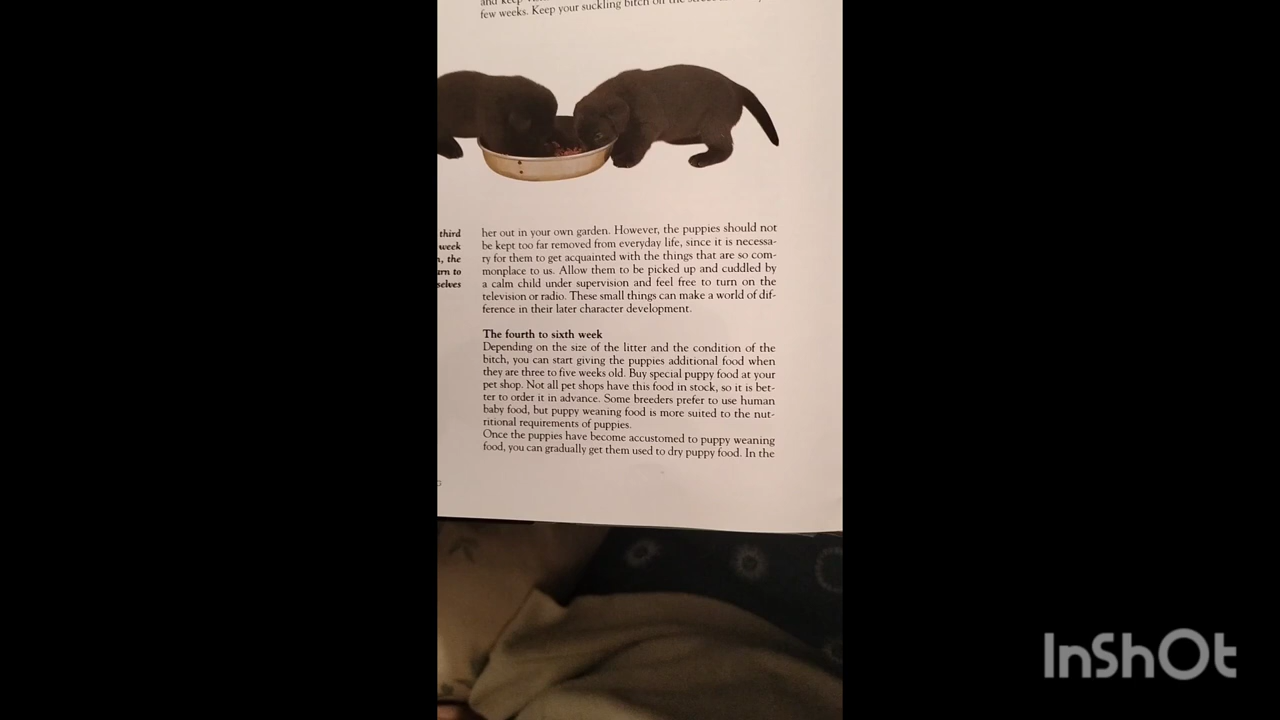 few weeks. Keep your suckling bitch off the
third
week
the
selves
her out in your own garden. However, the puppies should not
be kept too far removed from everyday life, since it is necessa-
ry for them to get acquainted with the things that are so com-
monplace to us. Allow them to be picked up and cuddled by
a calm child under supervision and feel free to turn on the
television or radio. These small things can make a world of dif-
ference in their later character development.
The fourth to sixth week
Depending on the size of the litter and the condition of the
bitch, you can start giving the puppies additional food when
they are three to five weeks old. Buy special puppy food at your
pet shop. Not all pet shops have this food in stock, so it is bet-
ter to order it in advance. Some breeders prefer to use human
baby food, but puppy weaning food is more suited to the nut-
ritional requirements of puppies.
Once the puppies have become accustomed to puppy weaning
food, you can gradually get them used to dry puppy food. In the
InShOt